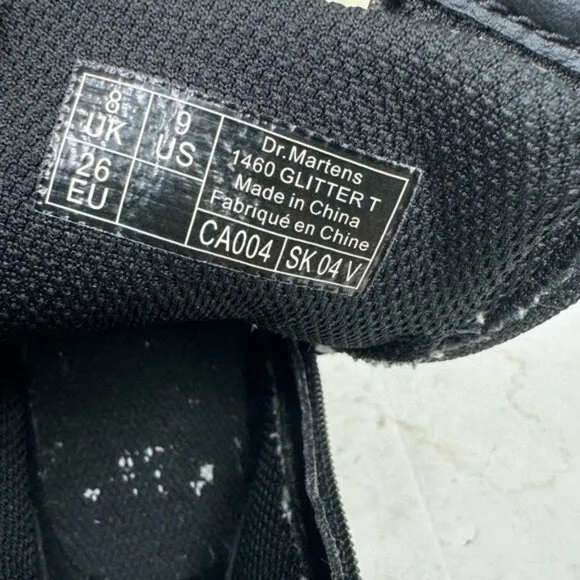 8
UK
9
US
26
EU
Dr.Martens
1460 GLITTER T
Made in China
Fabriqué en Chine
CA004
SK 04 V